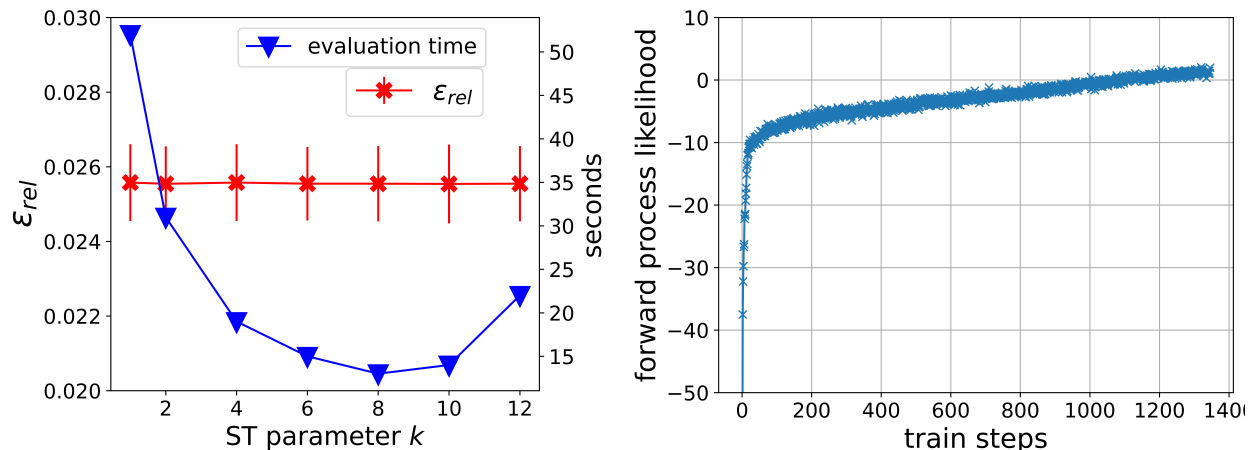 0.030
0.028
0.026
0.024
0.022
0.020
ε_rel
evaluation time
ε_rel
50
45
40
35
30
25
20
15
seconds
2 4 6 8 10 12
ST parameter k
10
0
−10
−20
−30
−40
−50
forward process likelihood
0 200 400 600 800 1000 1200 1400
train steps